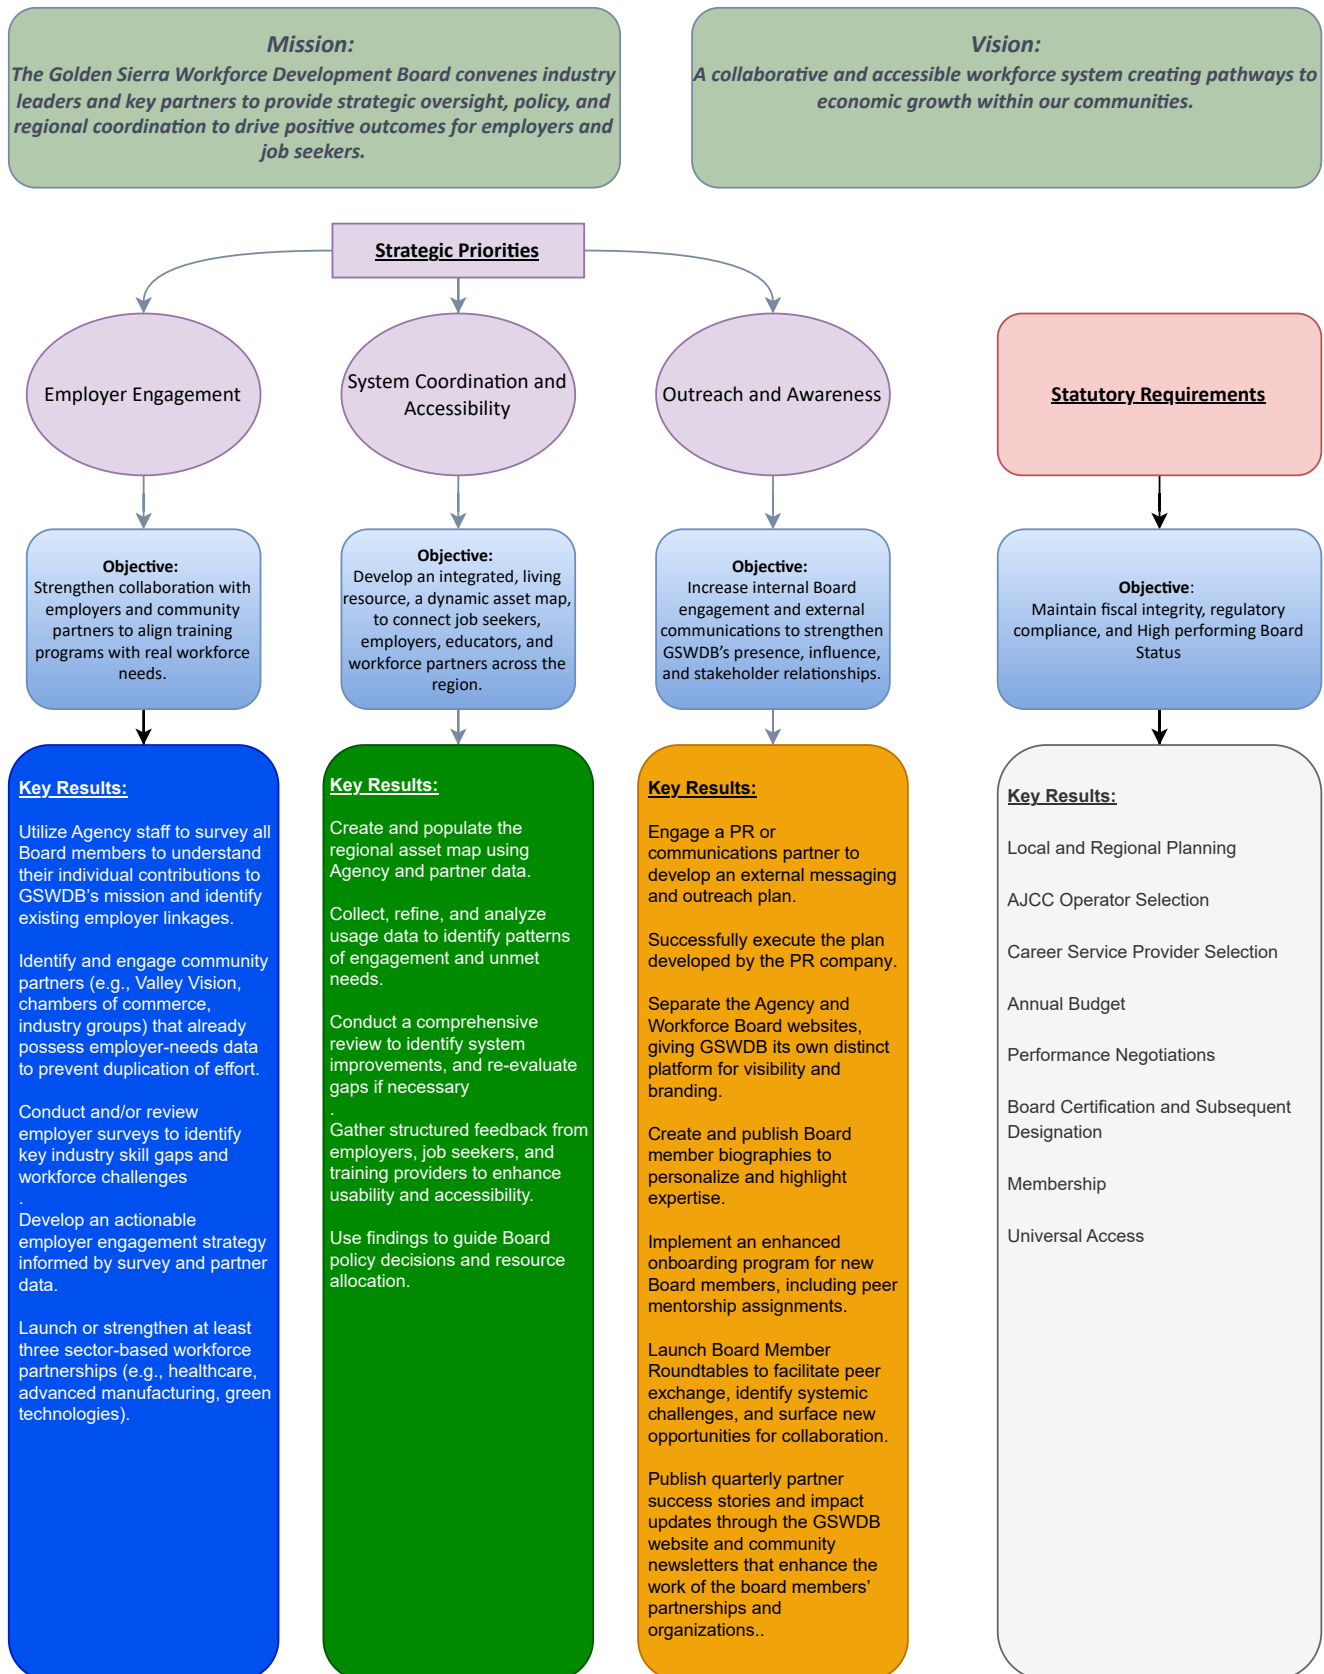 Mission:
The Golden Sierra Workforce Development Board convenes industry
leaders and key partners to provide strategic oversight, policy, and
regional coordination to drive positive outcomes for employers and
job seekers.
Vision:
A collaborative and accessible workforce system creating pathways to
economic growth within our communities.
Strategic Priorities
Employer Engagement
System Coordination and
Accessibility
Outreach and Awareness
Statutory Requirements
Objective:
Strengthen collaboration with
employers and community
partners to align training
programs with real workforce
needs.
Objective:
Develop an integrated, living
resource, a dynamic asset map,
to connect job seekers,
employers, educators, and
workforce partners across the
region.
Objective:
Increase internal Board
engagement and external
communications to strengthen
GSWDB's presence, influence,
and stakeholder relationships.
Objective:
Maintain fiscal integrity, regulatory
compliance, and High performing Board
Status
Key Results:
Utilize Agency staff to survey all
Board members to understand
their individual contributions to
GSWDB's mission and identify
existing employer linkages.
Identify and engage community
partners (e.g., Valley Vision,
chambers of commerce,
industry groups) that already
possess employer-needs data
to prevent duplication of effort.
Conduct and/or review
employer surveys to identify
key industry skill gaps and
workforce challenges
.
Develop an actionable
employer engagement strategy
informed by survey and partner
data.
Launch or strengthen at least
three sector-based workforce
partnerships (e.g., healthcare,
advanced manufacturing, green
technologies).
Key Results:
Create and populate the
regional asset map using
Agency and partner data.
Collect, refine, and analyze
usage data to identify patterns
of engagement and unmet
needs.
Conduct a comprehensive
review to identify system
improvements, and re-evaluate
gaps if necessary
.
Gather structured feedback from
employers, job seekers, and
training providers to enhance
usability and accessibility.
Use findings to guide Board
policy decisions and resource
allocation.
Key Results:
Engage a PR or
communications partner to
develop an external messaging
and outreach plan.
Successfully execute the plan
developed by the PR company.
Separate the Agency and
Workforce Board websites,
giving GSWDB its own distinct
platform for visibility and
branding.
Create and publish Board
member biographies to
personalize and highlight
expertise.
Implement an enhanced
onboarding program for new
Board members, including peer
mentorship assignments.
Launch Board Member
Roundtables to facilitate peer
exchange, identify systemic
challenges, and surface new
opportunities for collaboration.
Publish quarterly partner
success stories and impact
updates through the GSWDB
website and community
newsletters that enhance the
work of the board members'
partnerships and
organizations..
Key Results:
Local and Regional Planning
AJCC Operator Selection
Career Service Provider Selection
Annual Budget
Performance Negotiations
Board Certification and Subsequent
Designation
Membership
Universal Access